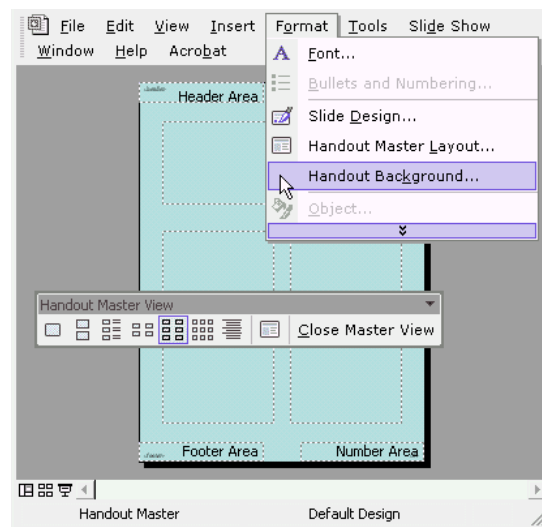 File Edit View Insert Format Tools Slide Show
Window Help Acrobat
Font...
Bullets and Numbering...
Slide Design...
Handout Master Layout...
Handout Background...
Object...
Header Area
Handout Master View
Close Master View
Footer Area
Number Area
Handout Master
Default Design